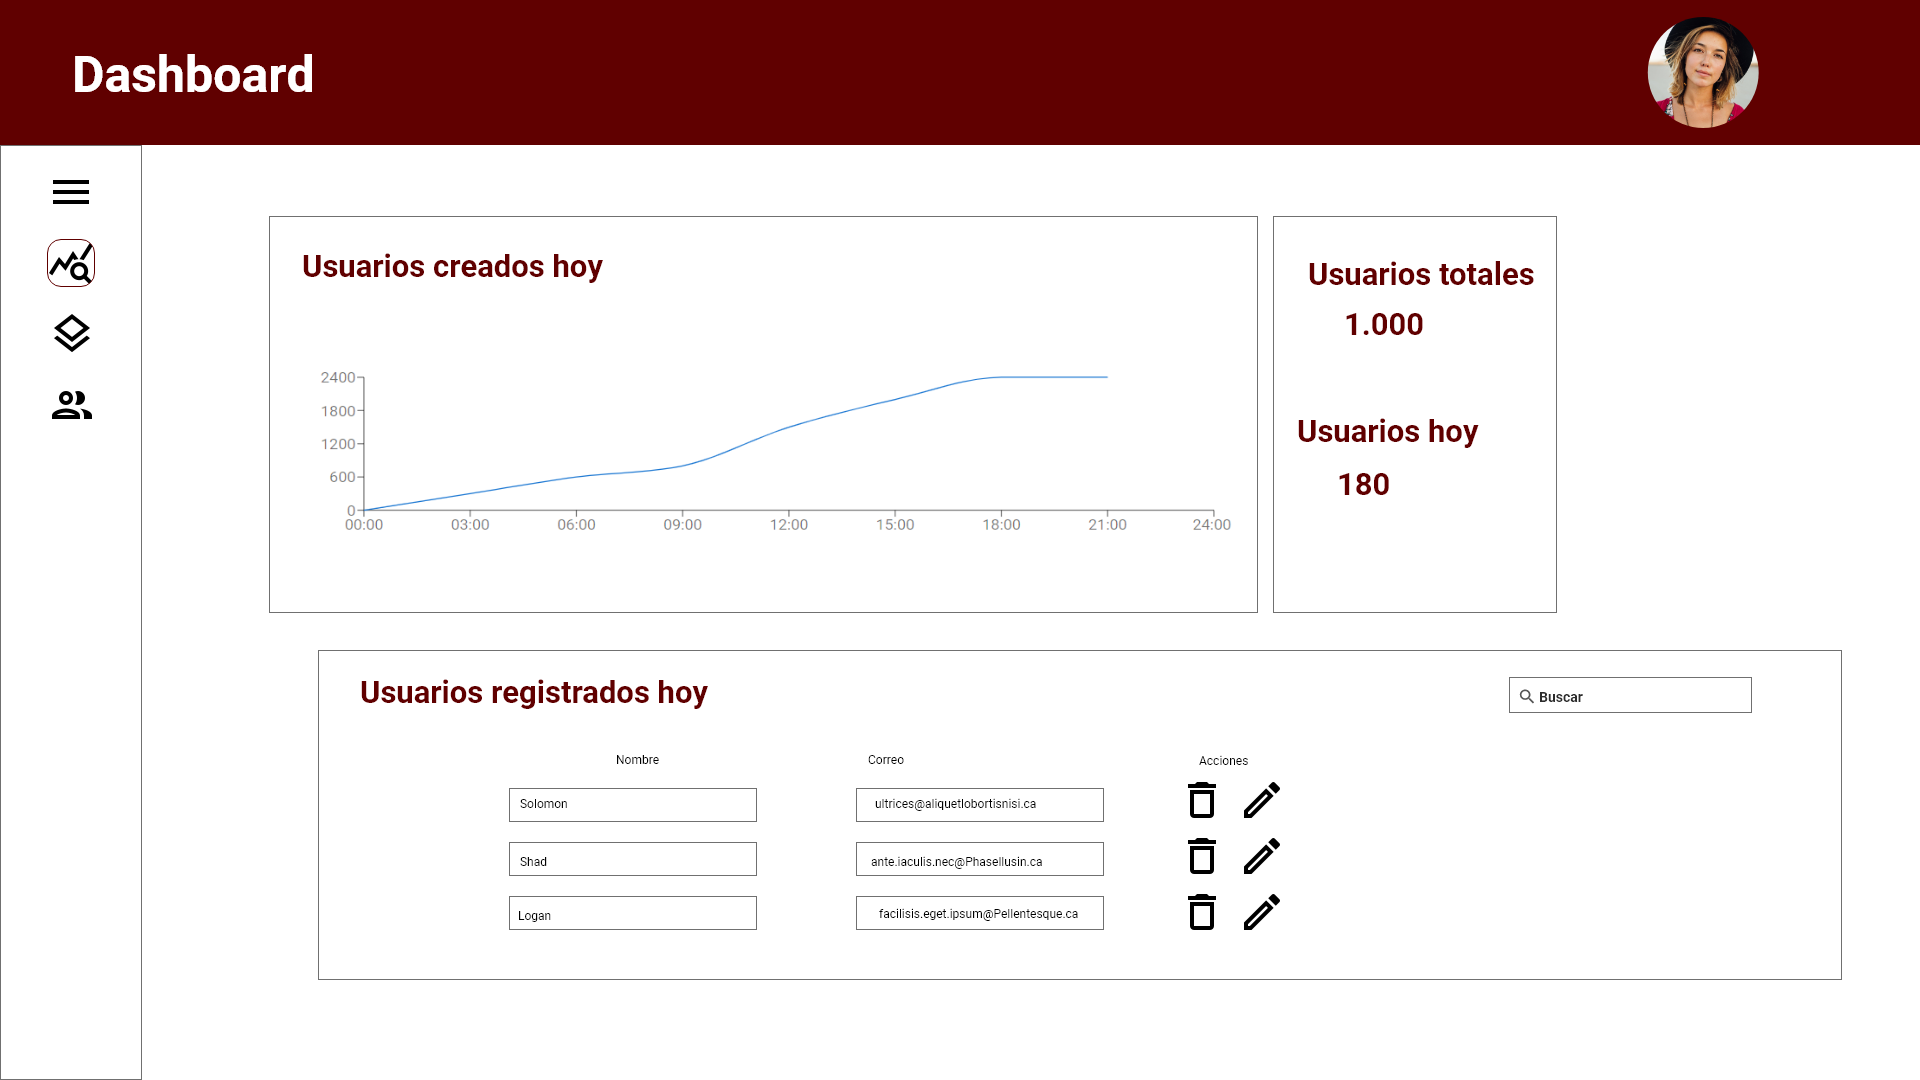 Dashboard
Usuarios creados hoy
2400
1800
1200
600
0
00:00 03:00 06:00 09:00 12:00 15:00 18:00 21:00 24:00
Usuarios totales
1.000
Usuarios hoy
180
Usuarios registrados hoy
Buscar
Nombre Correo Acciones
Solomon ultrices@aliquetlobortisnisi.ca
Shad ante.iaculis.nec@Phasellusin.ca
Logan facilisis.eget.ipsum@Pellentesque.ca